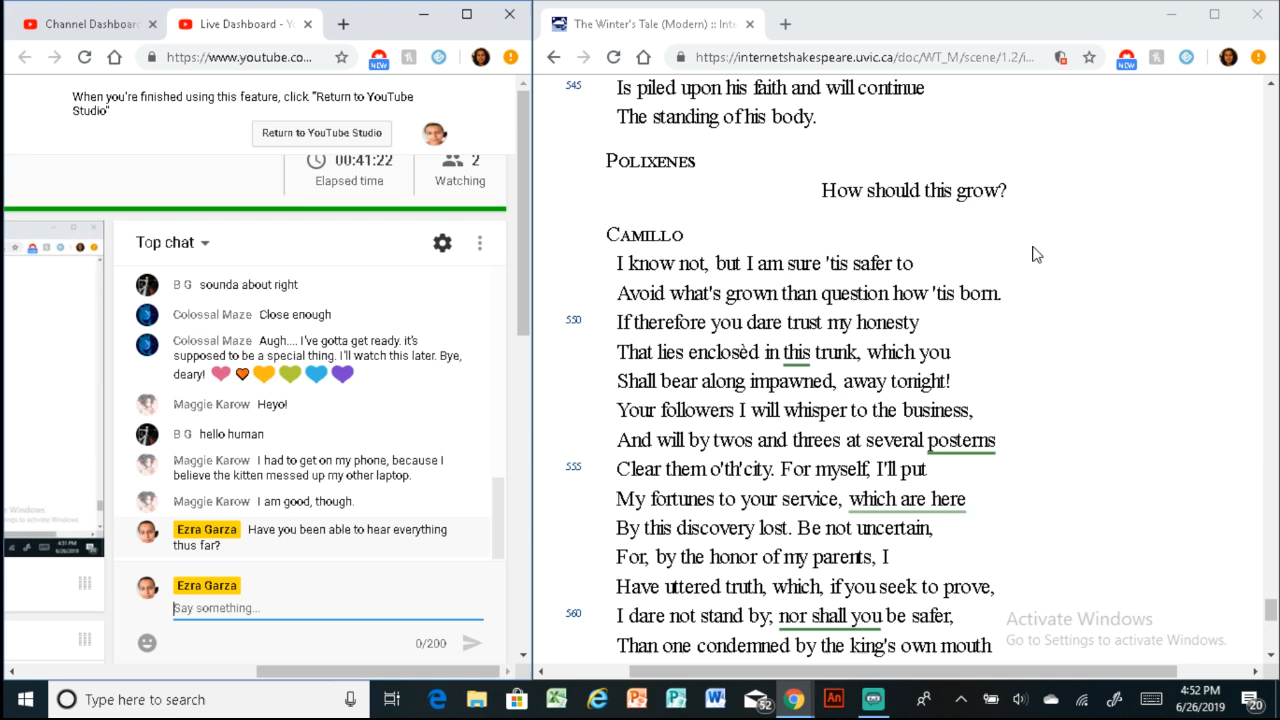 Channel Dashboard
Live Dashboard - Y
The Winter's Tale (Modern) :: Int
https://www.youtube.co...
NEW
https://internetshakespeare.uvic.ca/doc/WT_M/scene/1.2/i...
NEW
When you're finished using this feature, click "Return to YouTube
Studio"
Return to YouTube Studio
00:41:22
2
Elapsed time
Watching
Top chat
B G sounda about right
Colossal Maze Close enough
Colossal Maze Augh.... I've gotta get ready. it's
supposed to be a special thing. I'll watch this later. Bye,
deary!
Maggie Karow Heyo!
B G hello human
Maggie Karow I had to get on my phone, because I
believe the kitten messed up my other laptop.
Maggie Karow I am good, though.
Ezra Garza Have you been able to hear everything
thus far?
Ezra Garza
Say something...
0/200
545 Is piled upon his faith and will continue
The standing of his body.
POLIXENES
How should this grow?
CAMILLO
I know not, but I am sure 'tis safer to
Avoid what's grown than question how 'tis born.
550 If therefore you dare trust my honesty
That lies enclosèd in this trunk, which you
Shall bear along impawned, away tonight!
Your followers I will whisper to the business,
And will by twos and threes at several posterns
555 Clear them o'th'city. For myself, I'll put
My fortunes to your service, which are here
By this discovery lost. Be not uncertain,
For, by the honor of my parents, I
Have uttered truth, which, if you seek to prove,
560 I dare not stand by; nor shall you be safer,
Than one condemned by the king's own mouth
Activate Windows
Go to Settings to activate Windows.
Type here to search
52
An
4:52 PM
6/26/2019
20